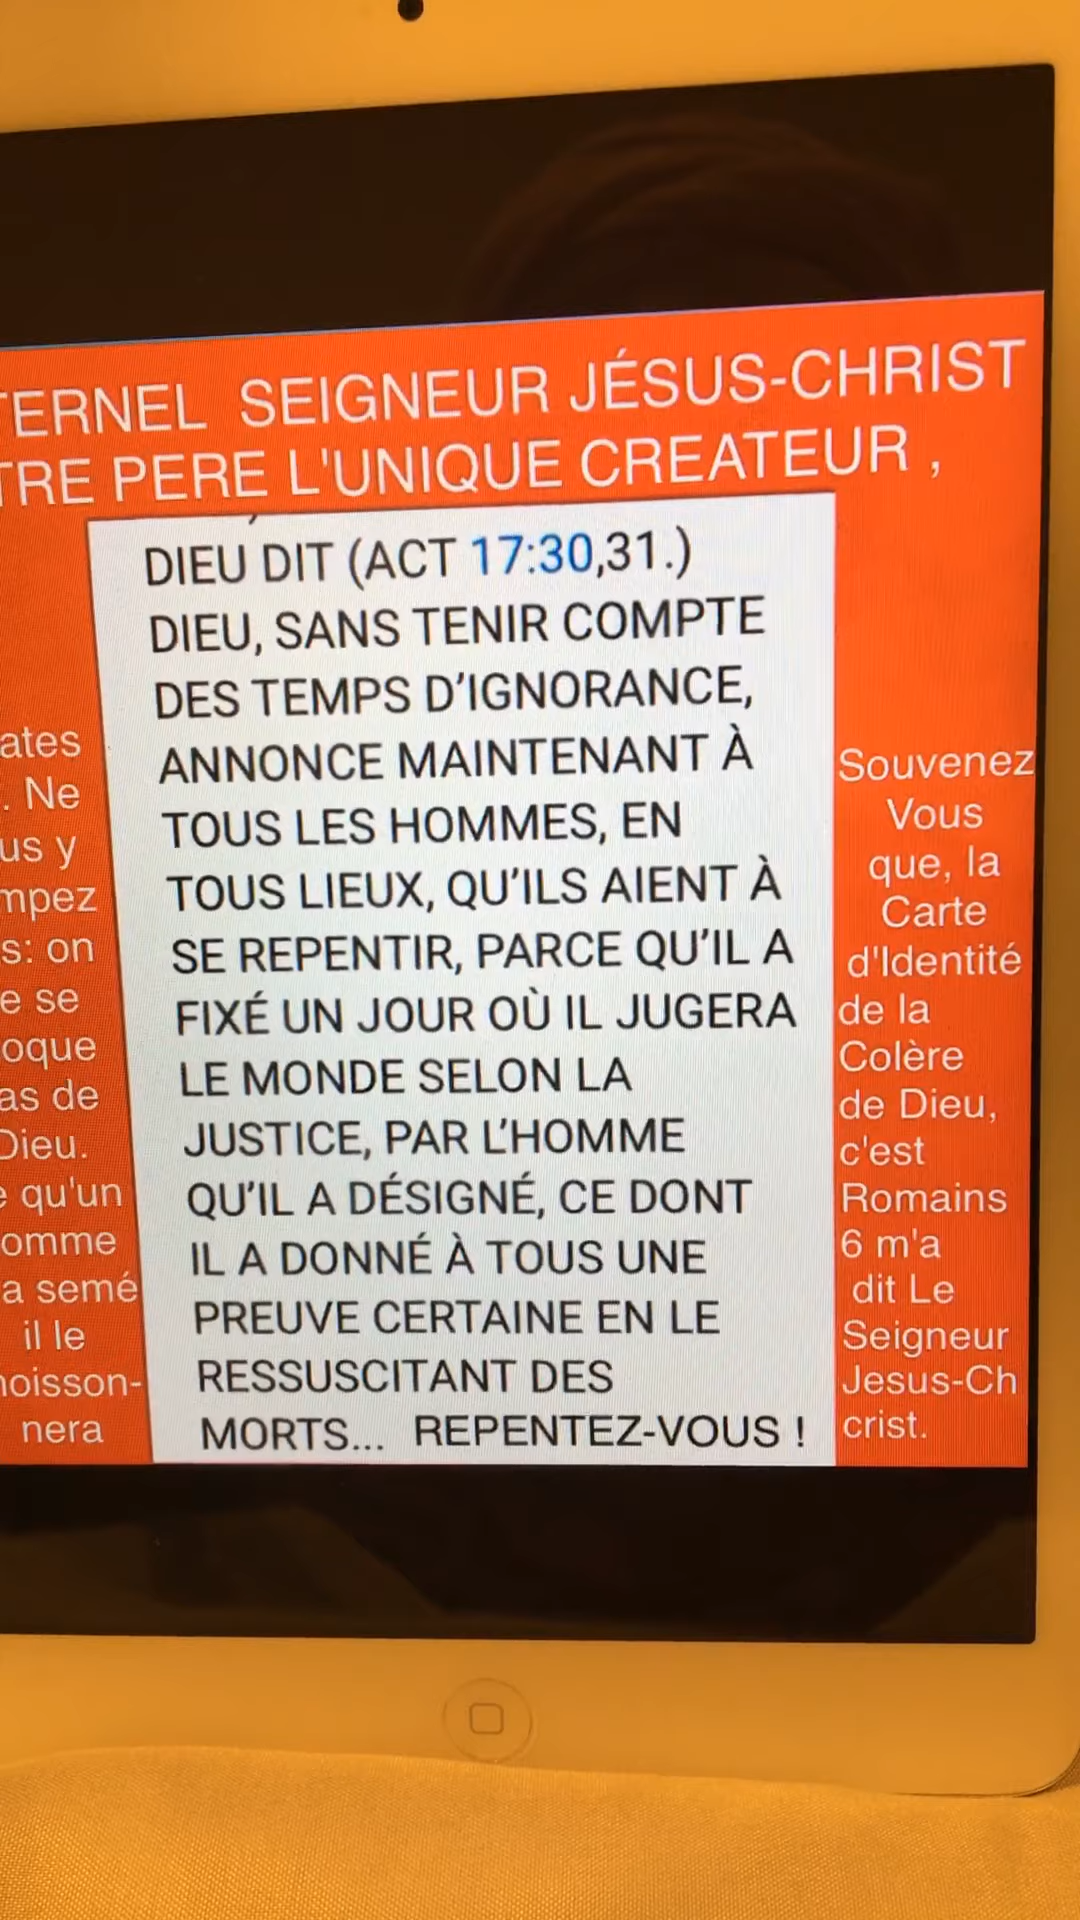 TERNEL SEIGNEUR JÉSUS-CHRIST
TRE PERE L'UNIQUE CREATEUR ,
DIEU DIT (ACT 17:30,31.)
DIEU, SANS TENIR COMPTE
DES TEMPS D’IGNORANCE,
ANNONCE MAINTENANT À
TOUS LES HOMMES, EN
TOUS LIEUX, QU’ILS AIENT À
SE REPENTIR, PARCE QU’IL A
FIXÉ UN JOUR OÙ IL JUGERA
LE MONDE SELON LA
JUSTICE, PAR L’HOMME
QU’IL A DÉSIGNÉ, CE DONT
IL A DONNÉ À TOUS UNE
PREUVE CERTAINE EN LE
RESSUSCITANT DES
MORTS... REPENTEZ-VOUS !
ates
. Ne
us y
mpez
s: on
e se
oque
as de
Dieu.
e qu'un
omme
a semé
il le
moisson-
nera
Souvenez
Vous
que, la
Carte
d'Identité
de la
Colère
de Dieu,
c'est
Romains
6 m'a
dit Le
Seigneur
Jesus-Ch
crist.